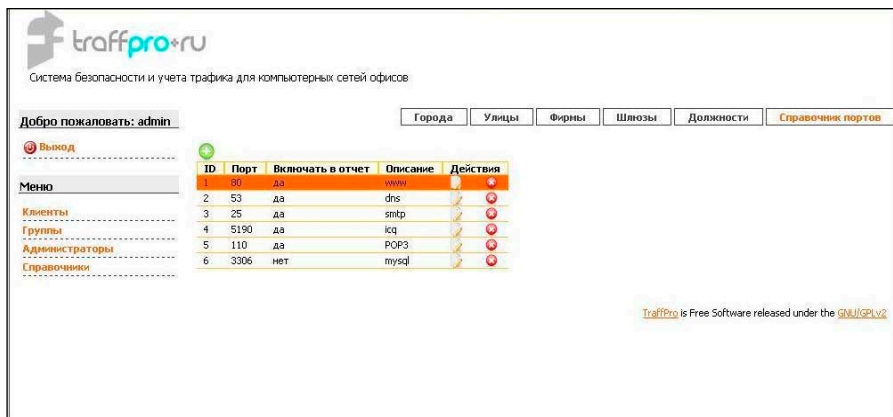 traffpro•ru
Система безопасности и учета трафика для компьютерных сетей офисов
Добро пожаловать: admin
Города Улицы Фирмы Шлюзы Должности Справочник портов
Выход
Меню
Клиенты
Группы
Администраторы
Справочники
ID Порт Включать в отчет Описание Действия
1 80 да www
2 53 да dns
3 25 да smtp
4 5190 да icq
5 110 да POP3
6 3306 нет mysql
TraffPro is Free Software released under the GNU/GPLv2